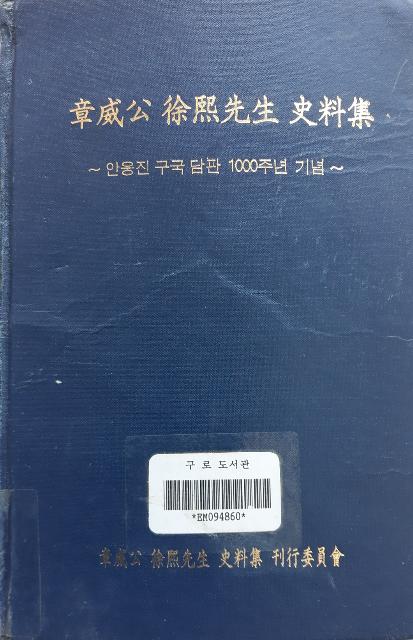 章威公 徐熙先生 史料集
~ 안융진 구국 담판 1000주년 기념 ~
구 로 도서관
*EM094860*
章威公 徐熙先生 史料集 刊行委員會